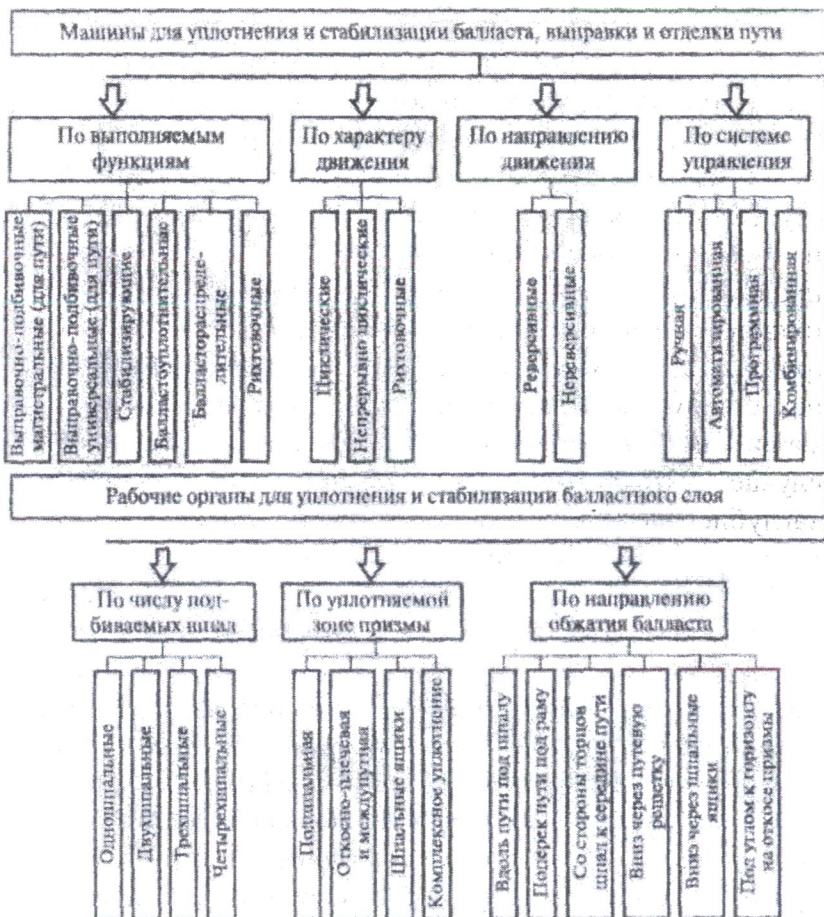 Машины для уплотнения и стабилизации балласта, выправки и отделки пути
По выполняемым
функциям
По характеру
движения
По направлению
движения
По системе
управления
Выправочно-подбивочные
магистральные (для пути)
Выправочно-подбивочные
универсальные (для пути)
Стабилизирующие
Балластоуплотнительные
Балластораспреде-
лительные
Рихтовочные
Циклические
Непрерывно циклические
Рихтовочные
Реверсивные
Нереверсивные
Ручная
Автоматизированная
Программная
Комбинированная
Рабочие органы для уплотнения и стабилизации балластного слоя
По числу под-
биваемых шпал
По уплотняемой
зоне призмы
По направлению
обжатия балласта
Одношпальные
Двухшпальные
Трехшпальные
Четырехшпальные
Подшпальная
Откосно-плечевая
и междупутная
Шпальные ящики
Комплексное уплотнение
Вдоль пути под шпалу
Поперек пути под раму
Со стороны торцов
шпал к середине пути
Вниз через путевую
решетку
Вниз через шпальные
ящики
Под углом к горизонту
на откосе призмы